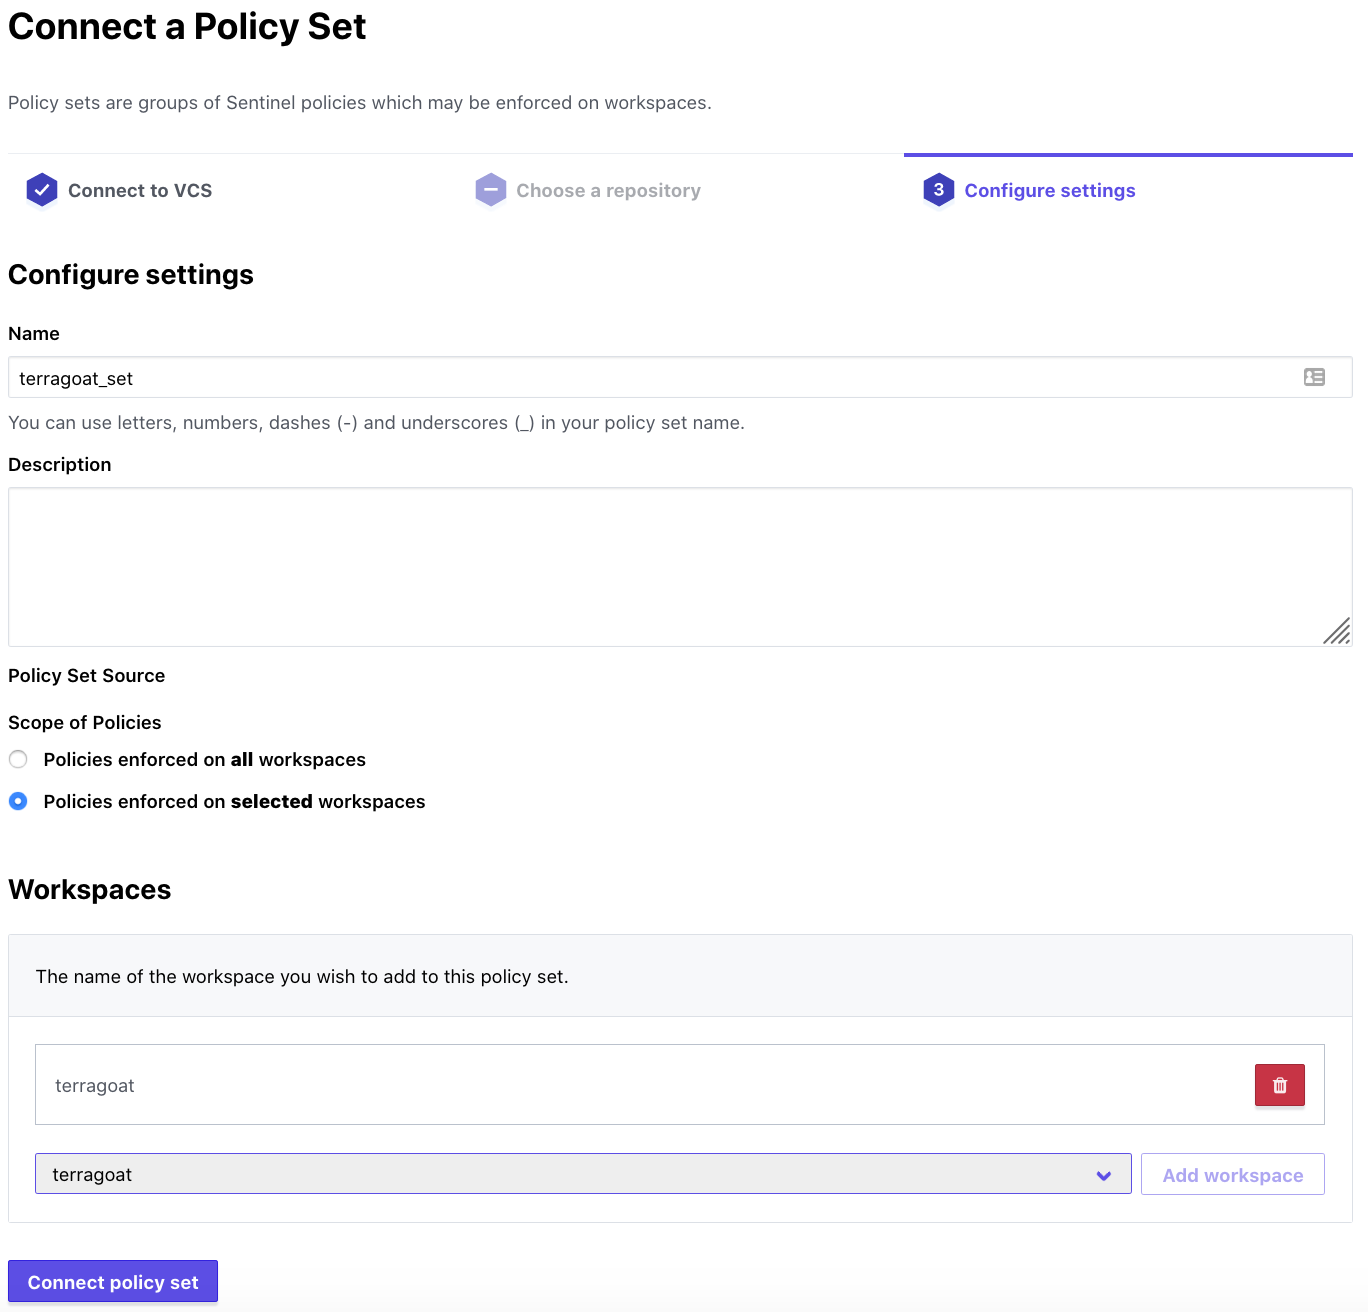 Connect a Policy Set
Policy sets are groups of Sentinel policies which may be enforced on workspaces.
Connect to VCS
Choose a repository
3 Configure settings
Configure settings
Name
terragoat_set
You can use letters, numbers, dashes (-) and underscores (_) in your policy set name.
Description
Policy Set Source
Scope of Policies
Policies enforced on all workspaces
Policies enforced on selected workspaces
Workspaces
The name of the workspace you wish to add to this policy set.
terragoat
terragoat
Add workspace
Connect policy set